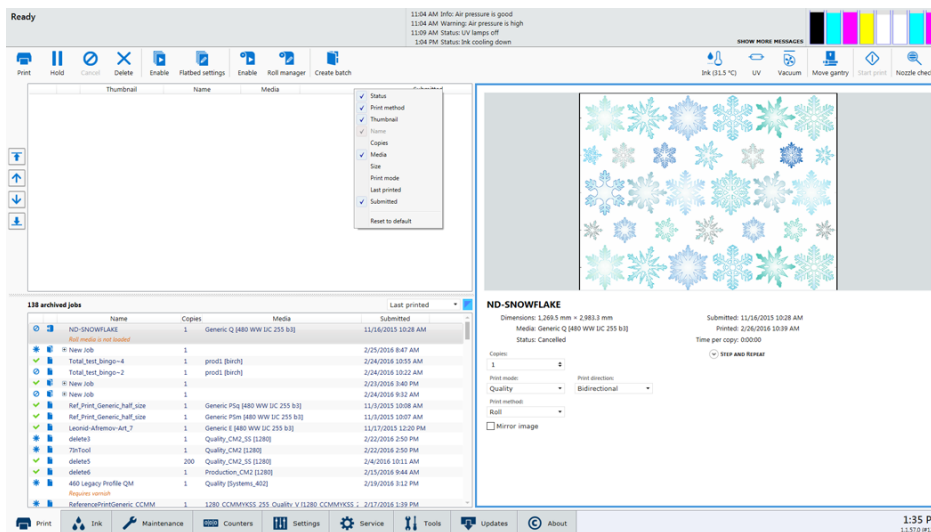 Ready
11:04 AM Info: Air pressure is good
11:04 AM Warning: Air pressure is high
11:09 AM Status: UV lamps off
1:04 PM Status: Ink cooling down
SHOW MORE MESSAGES
Print Hold Cancel Delete Enable Flatbed settings Enable Roll manager Create batch
Ink (31.5 °C) UV Vacuum Move gantry Start print Nozzle check
Thumbnail Name Media Submitted
Status
Print method
Thumbnail
Name
Copies
Media
Size
Print mode
Last printed
Submitted
Reset to default
138 archived jobs Last printed
Name Copies Media Submitted
ND-SNOWFLAKE 1 Generic Q [480 WW IJC 255 b3] 11/16/2015 10:28 AM
Roll media is not loaded
New Job 1 2/25/2016 8:47 AM
Total_test_bingo~4 1 prod1 [birch] 2/24/2016 10:55 AM
Total_test_bingo~2 1 prod1 [birch] 2/24/2016 10:22 AM
New Job 1 2/23/2016 3:40 PM
New Job 1 2/24/2016 9:32 AM
Ref_Print_Generic_half_size 1 Generic PSq [480 WW IJC 255 b3] 11/3/2015 10:08 AM
Ref_Print_Generic_half_size 1 Generic PSm [480 WW IJC 255 b3] 11/3/2015 10:07 AM
Leonid-Afremov-Art_7 1 Generic E [480 WW IJC 255 b3] 11/17/2015 12:20 PM
delete3 1 Quality_CM2_SS [1280] 2/22/2016 2:50 PM
7InTool 1 Quality_CM2 [1280] 2/22/2016 2:50 PM
delete5 200 Quality_CM2_SS [1280] 2/4/2016 10:11 AM
delete6 1 Production_CM2 [1280] 2/15/2016 9:44 AM
460 Legacy Profile QM 1 Quality [Systems_402] 2/19/2016 3:12 PM
Requires varnish
ReferencePrintGeneric_CCMM 1 1280 CCMMYKSS 255 Quality V [1280 CCMMYKSS 2/17/2016 1:39 PM
ND-SNOWFLAKE
Dimensions: 1,269.5 mm × 2,983.3 mm
Media: Generic Q [480 WW IJC 255 b3]
Status: Cancelled
Submitted: 11/16/2015 10:28 AM
Printed: 2/26/2016 10:39 AM
Time per copy: 0:00:00
STEP AND REPEAT
Copies:
1
Print mode: Print direction:
Quality Bidirectional
Print method:
Roll
Mirror image
Print Ink Maintenance Counters Settings Service Tools Updates About
1:35 P